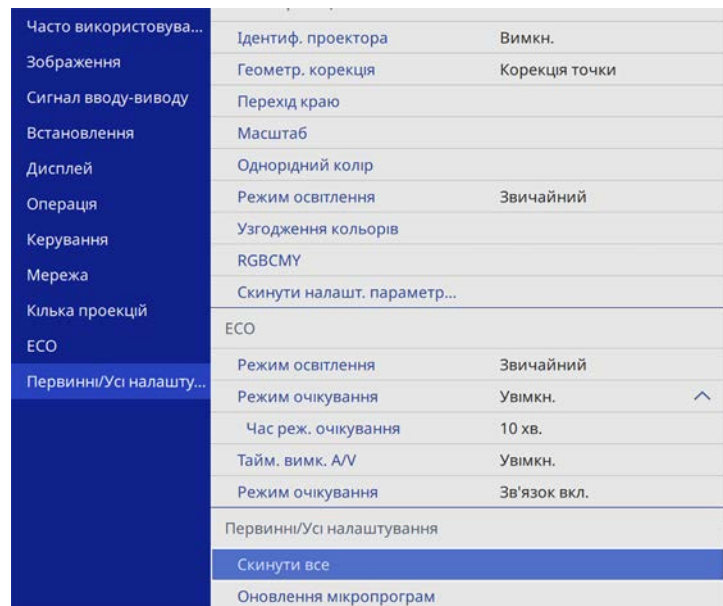 Часто використовува...
Зображення
Сигнал вводу-виводу
Встановлення
Дисплей
Операція
Керування
Мережа
Кілька проекцій
ECO
Первинні/Усі налашту...
Ідентиф. проектора Вимкн.
Геометр. корекція Корекція точки
Перехід краю
Масштаб
Однорідний колір
Режим освітлення Звичайний
Узгодження кольорів
RGBCMY
Скинути налашт. параметр...
ECO
Режим освітлення Звичайний
Режим очікування Увімкн.
Час реж. очікування 10 хв.
Тайм. вимк. A/V Увімкн.
Режим очікування Зв'язок вкл.
Первинні/Усі налаштування
Скинути все
Оновлення мікропрограм